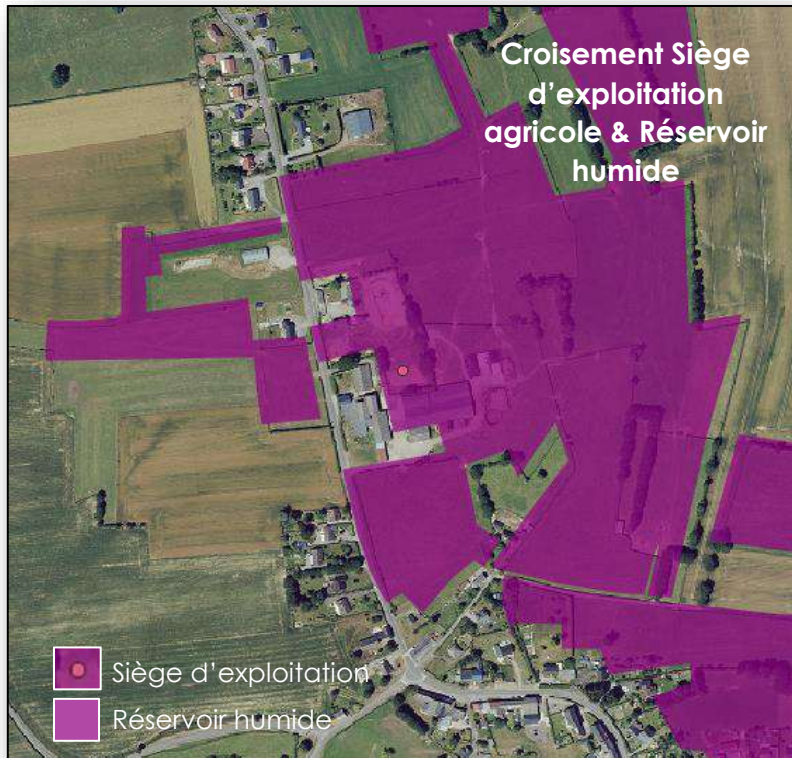 Croisement Siège
d’exploitation
agricole & Réservoir
humide
Siège d’exploitation
Réservoir humide